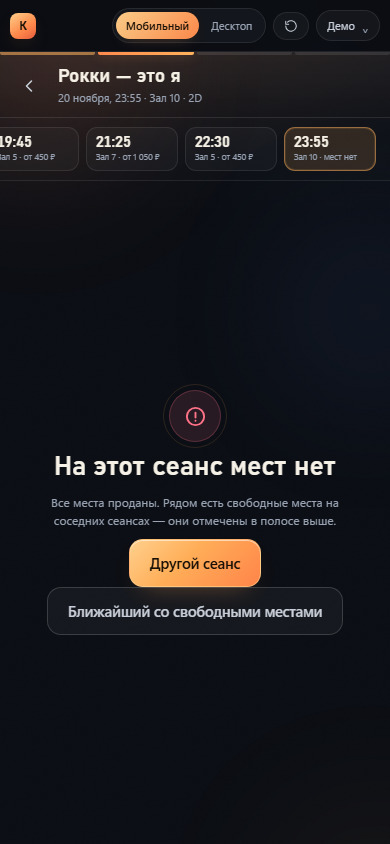 К
Мобильный
Десктоп
Демо
Рокки — это я
20 ноября, 23:55 · Зал 10 · 2D
19:45
Зал 5 · от 450 ₽
21:25
Зал 7 · от 1 050 ₽
22:30
Зал 5 · от 450 ₽
23:55
Зал 10 · мест нет
На этот сеанс мест нет
Все места проданы. Рядом есть свободные места на
соседних сеансах — они отмечены в полосе выше.
Другой сеанс
Ближайший со свободными местами